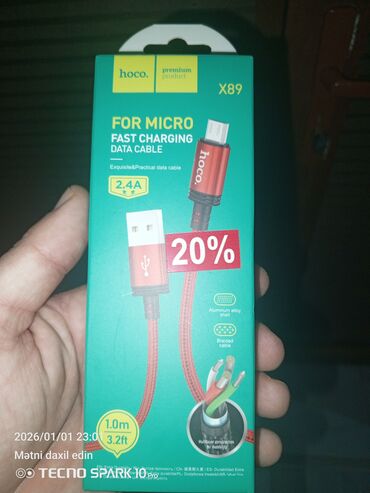 hoco.
premium
product
X89
FOR MICRO
FAST CHARGING
DATA CABLE
Exquisite&Practical data cable
2.4A
hoco.
20%
Aluminum alloy
shell
Braided
cable
1.0m
3.2ft
2026/01/01 23:0
Mətni daxil edin
TECNO SPARK 10